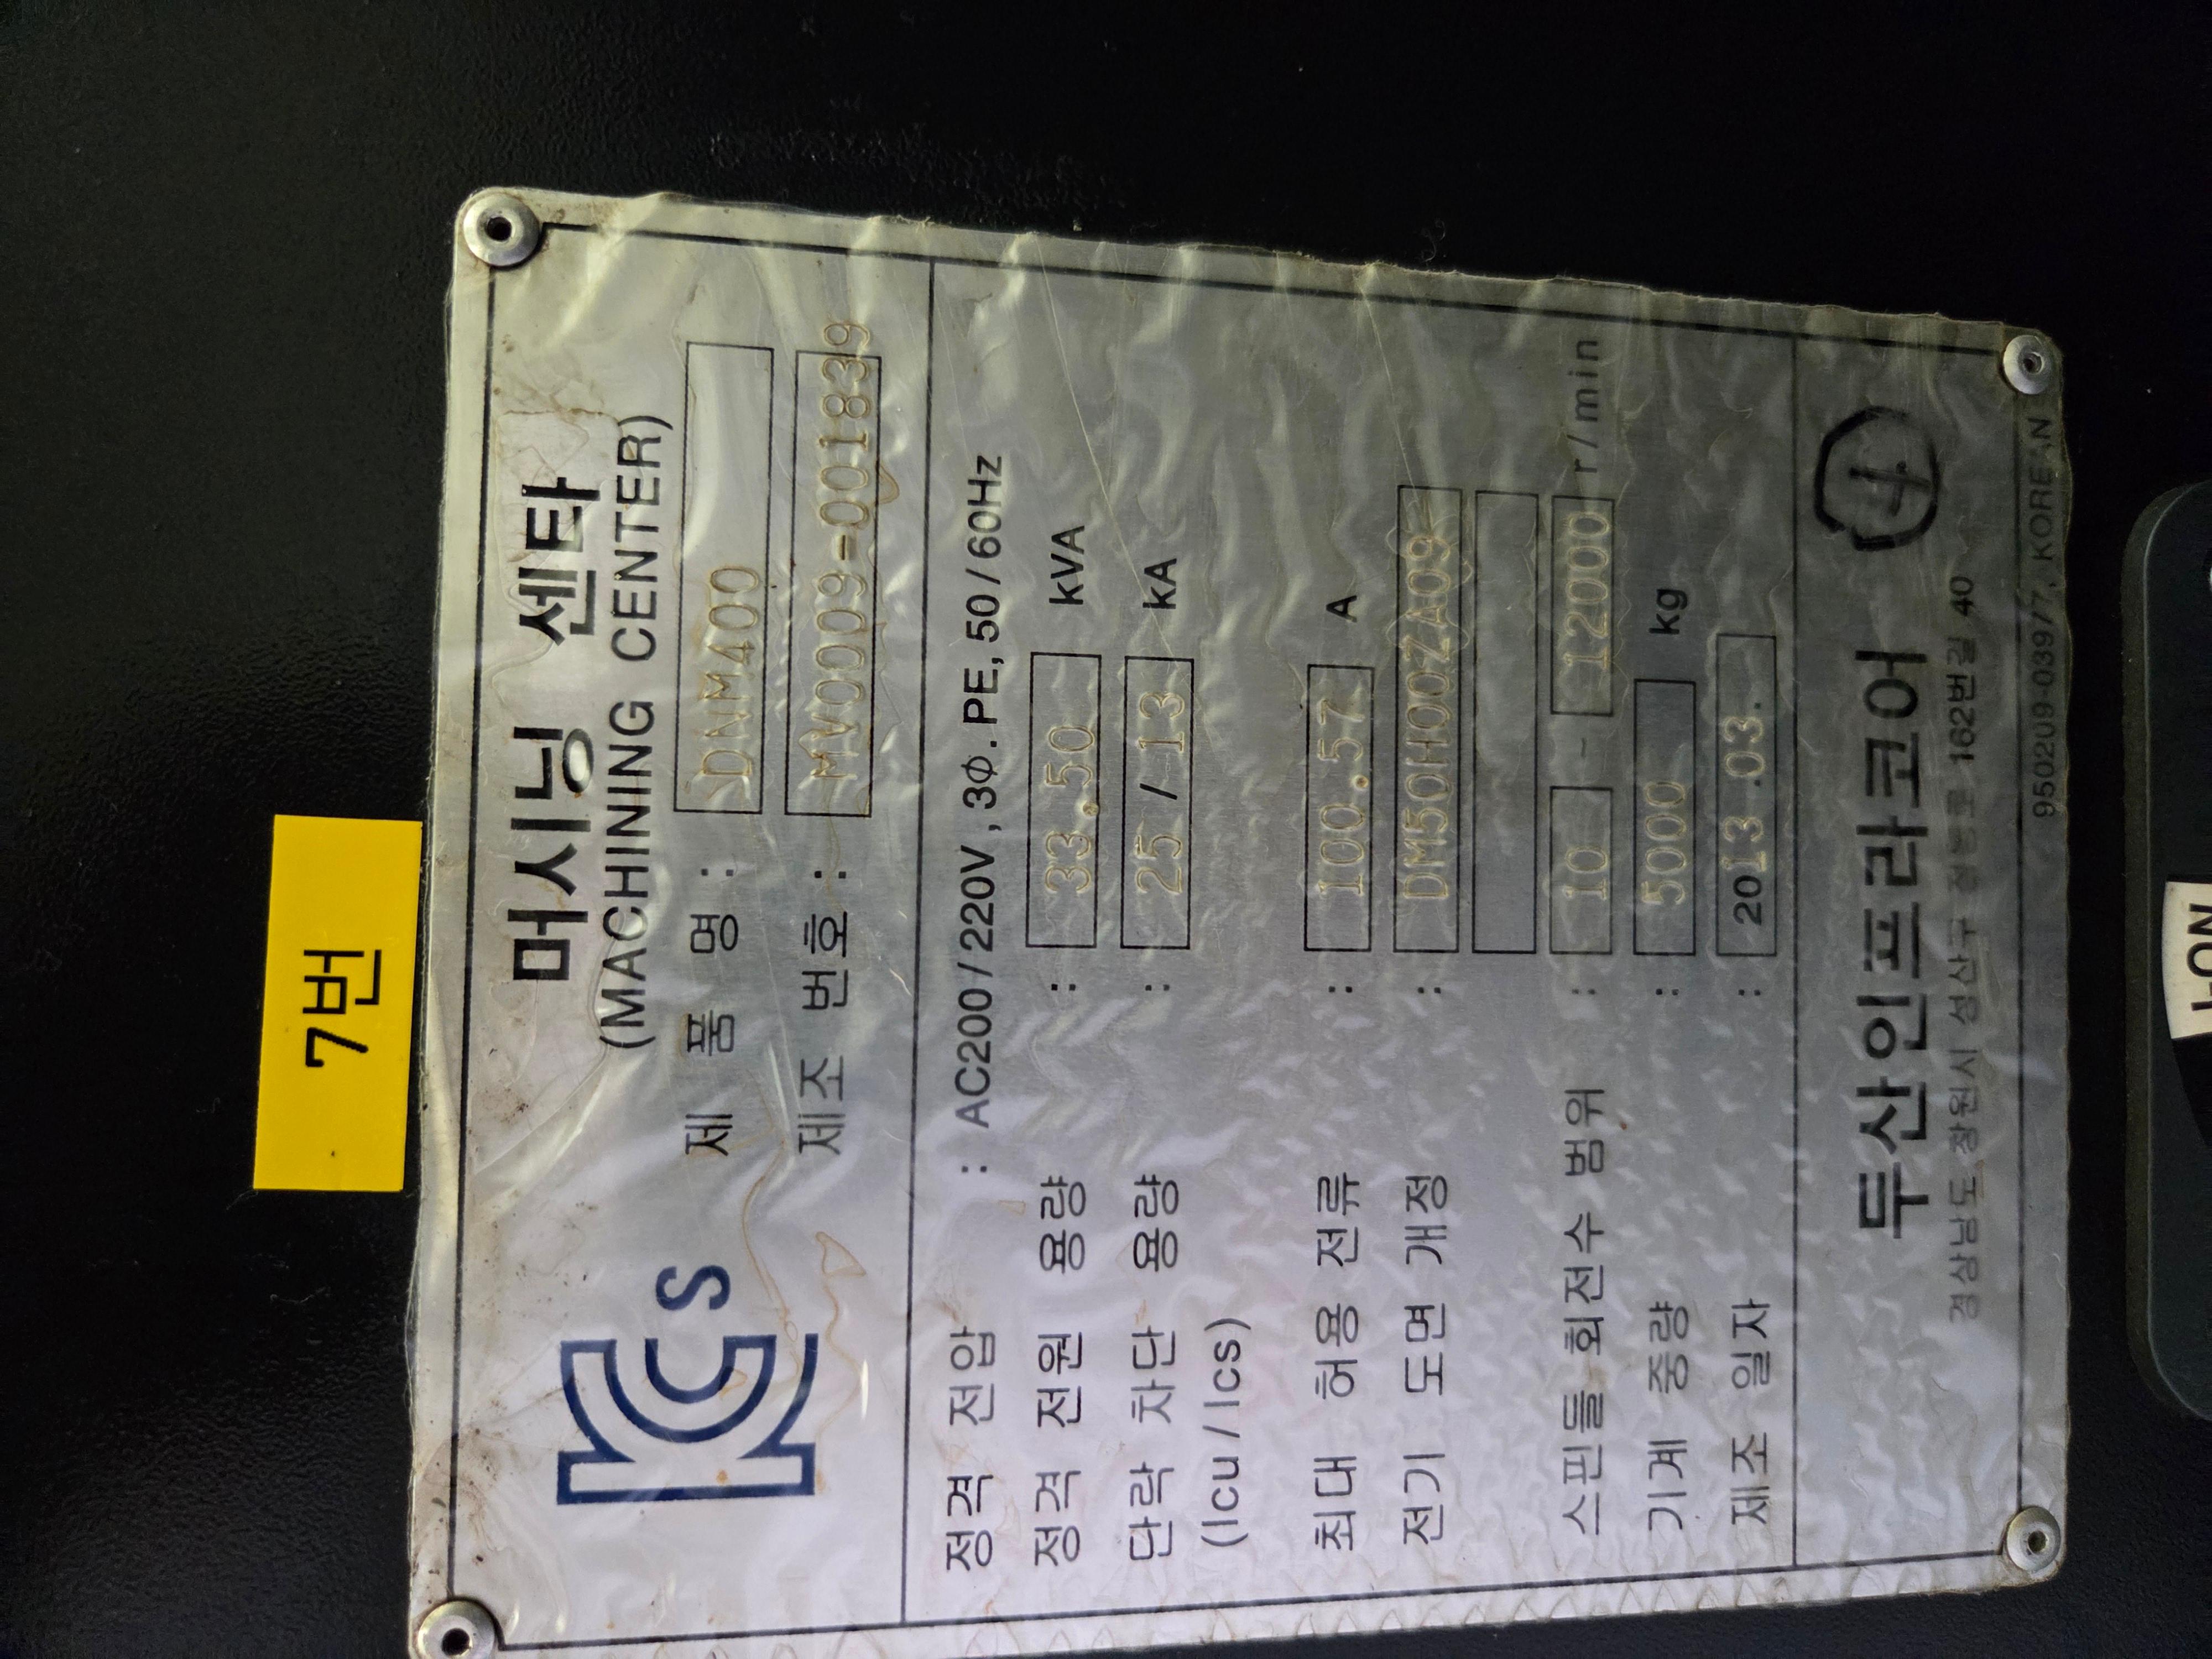 7번
KCs
머시닝 센타
(MACHINING CENTER)
제 품 명 : DNM400
제조 번호 : MV0009-001839
정격 전압 : AC200/220V, 3Φ. PE, 50/60Hz
정격 전원 용량 : 33.50 kVA
단락 차단 용량 : 25 / 13 kA
(Icu/Ics)
최대 허용 전류 : 100.57 A
전기 도면 개정 : DM50H00ZA09
스핀들 회전수 범위 : 10 - 12000 r/min
기계 중량 : 5000 kg
제조 일자 : 2013.03.
두산인프라코어
4
경상남도 창원시 성산구 정동로 162번길 40
950209-03977, KOREAN